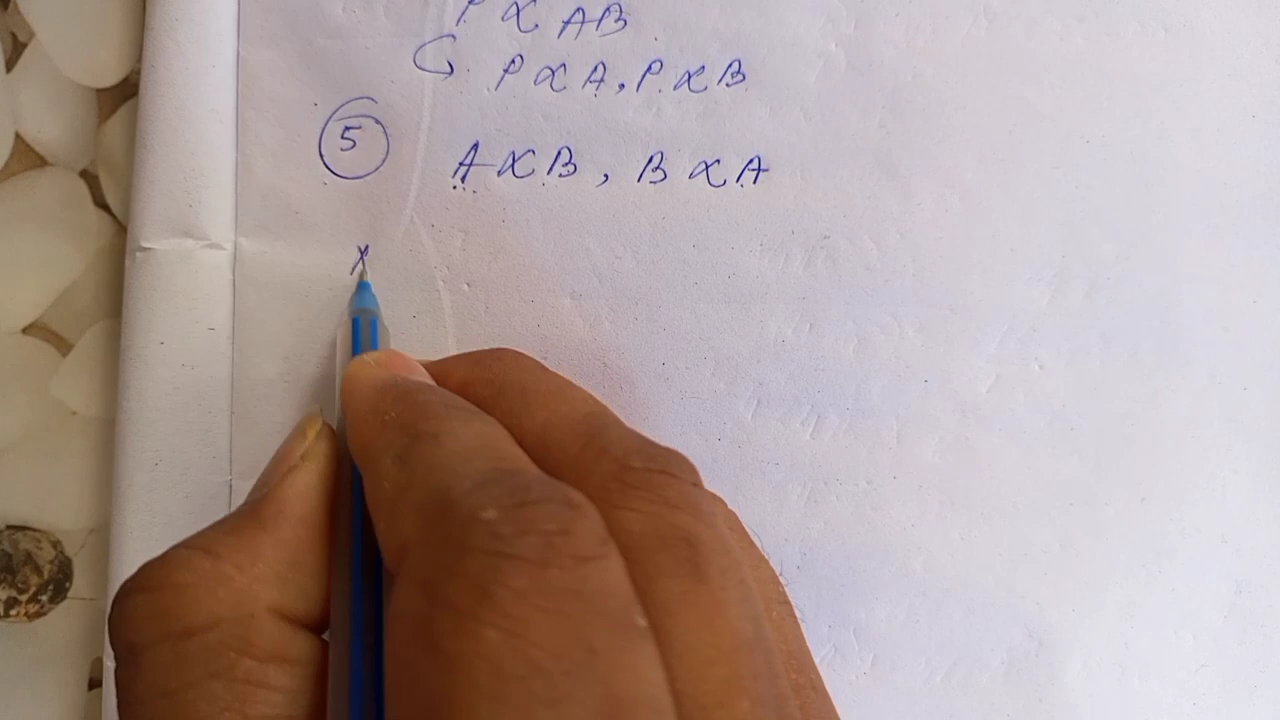 P ∝ AB
↳ P ∝ A, P ∝ B
5 A ∝ B, B ∝ A
x